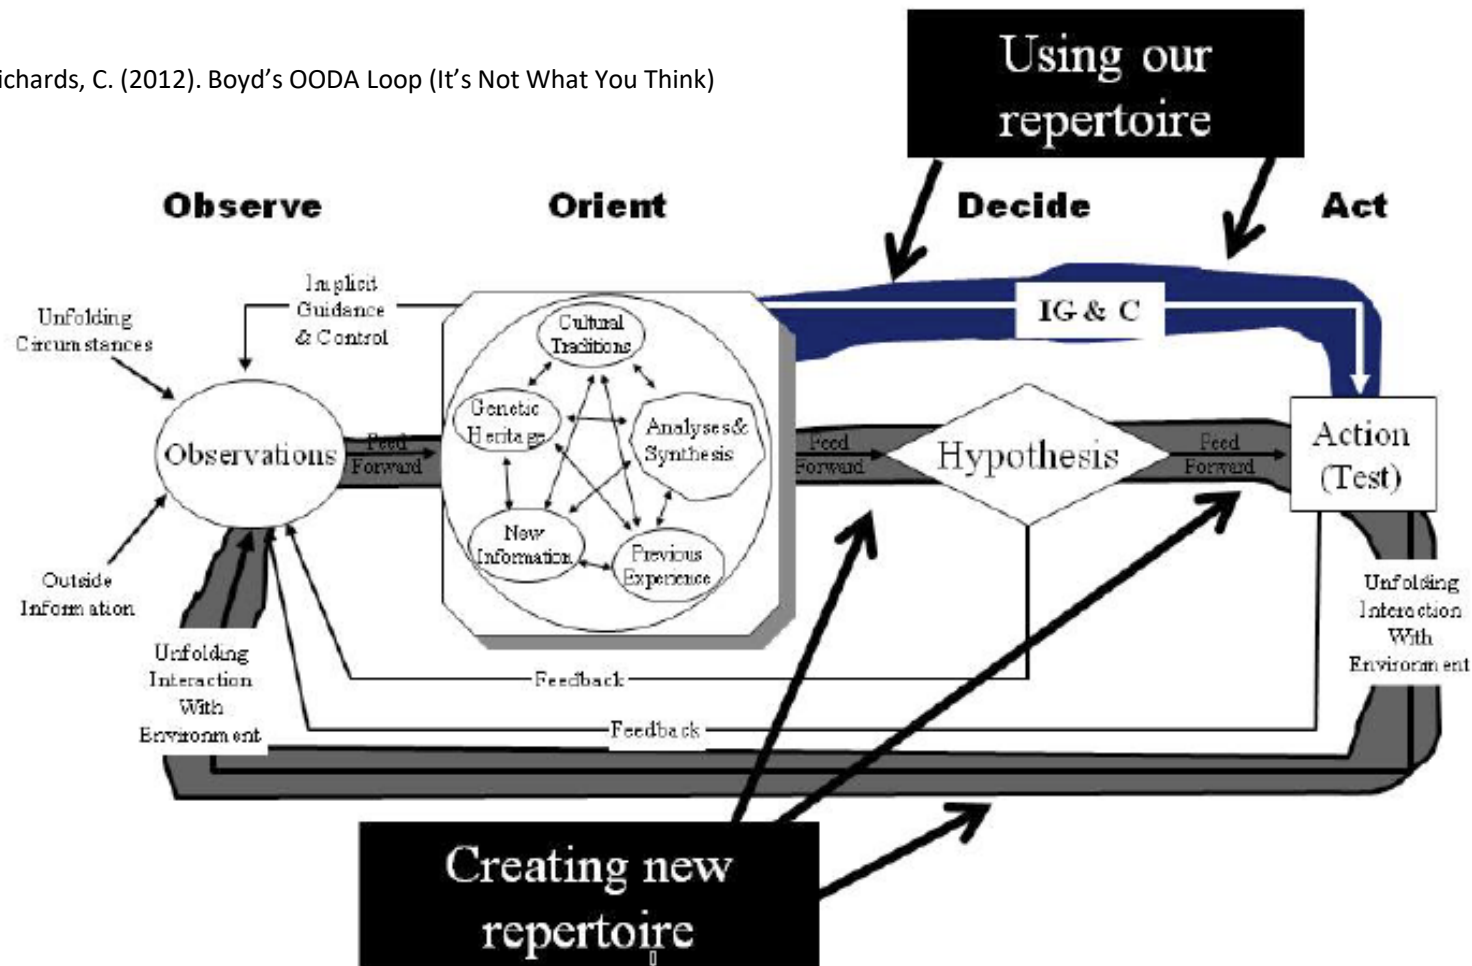 ichards, C. (2012). Boyd's OODA Loop (It's Not What You Think)
Using our
repertoire
Observe
Orient
Decide
Act
Implicit
Guidance
& Control
Unfolding
Circumstances
Cultural
Traditions
IG & C
Genetic
Heritage
Analyses &
Synthesis
Observations
Feed
Forward
Feed
Forward
Hypothesis
Feed
Forward
Action
(Test)
New
Information
Previous
Experience
Outside
Information
Unfolding
Interaction
With
Environment
Unfolding
Interaction
With
Environment
Feedback
Feedback
Creating new
repertoire